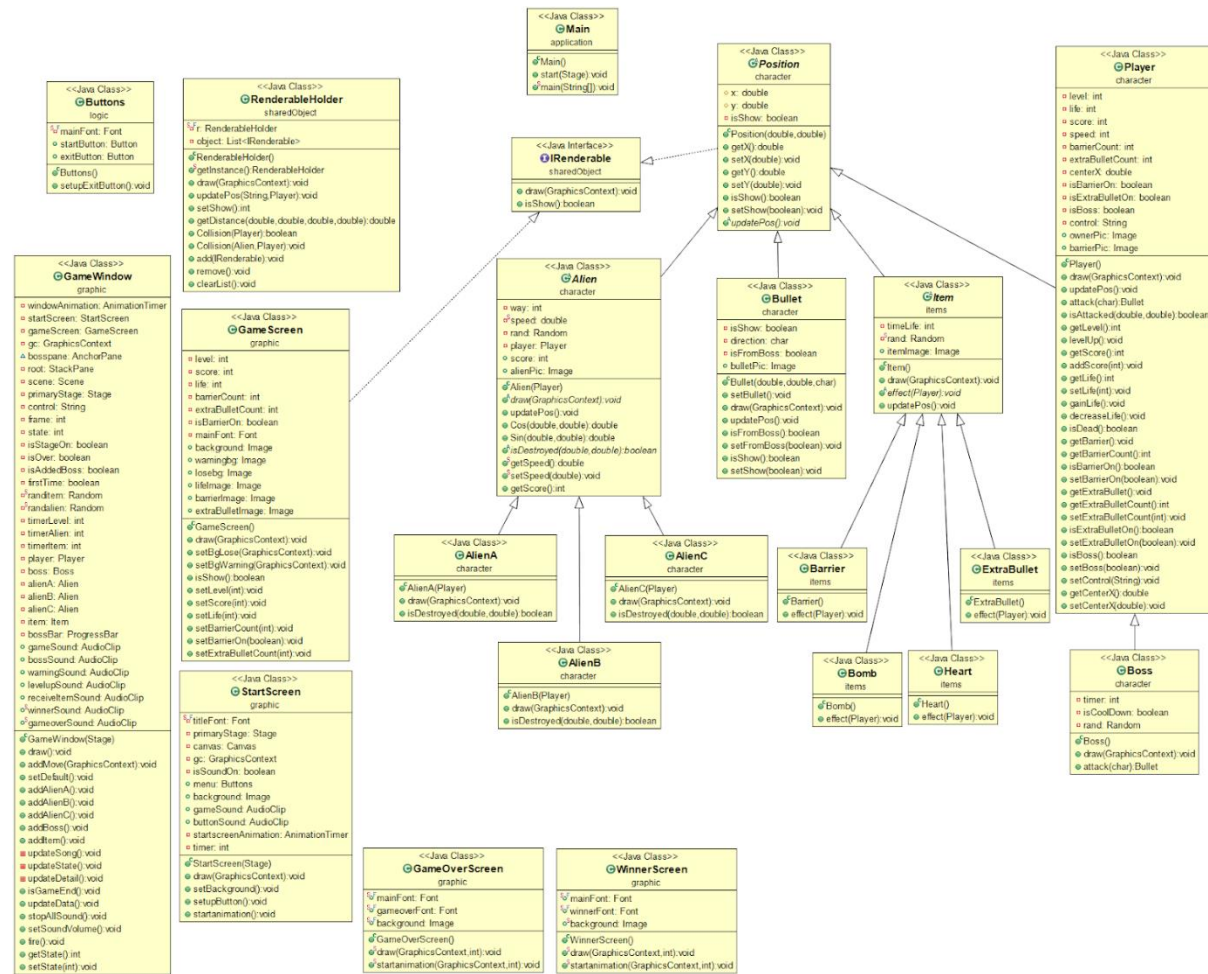 <<Java Class>>
Main
application
Main()
start(Stage):void
main(String[]):void
<<Java Class>>
Buttons
logic
mainFont: Font
startButton: Button
exitButton: Button
Buttons()
setupExitButton():void
<<Java Class>>
RenderableHolder
sharedObject
r: RenderableHolder
object: List<IRenderable>
RenderableHolder()
getInstance():RenderableHolder
draw(GraphicsContext):void
updatePos(String,Player):void
setShow():int
getDistance(double,double,double,double):double
Collision(Player):boolean
Collision(Alien,Player):void
add(IRenderable):void
remove():void
clearList():void
<<Java Interface>>
IRenderable
sharedObject
draw(GraphicsContext):void
isShow():boolean
<<Java Class>>
Position
character
x: double
y: double
isShow: boolean
Position(double,double)
getX():double
setX(double):void
getY():double
setY(double):void
isShow():boolean
setShow(boolean):void
updatePos():void
<<Java Class>>
Player
character
level: int
life: int
score: int
speed: int
barrierCount: int
extraBulletCount: int
centerX: double
isBarrierOn: boolean
isExtraBulletOn: boolean
isBoss: boolean
control: String
ownerPic: Image
barrierPic: Image
Player()
draw(GraphicsContext):void
updatePos():void
attack(char):Bullet
isAttacked(double,double):boolean
getLevel():int
levelUp():void
getScore():int
addScore(int):void
getLife():int
setLife(int):void
gainLife():void
decreaseLife():void
isDead():boolean
getBarrier():void
getBarrierCount():int
isBarrierOn():boolean
setBarrierOn(boolean):void
getExtraBullet():void
getExtraBulletCount():int
setExtraBulletCount(int):void
isExtraBulletOn():boolean
setExtraBulletOn(boolean):void
isBoss():boolean
setBoss(boolean):void
setControl(String):void
getCenterX():double
setCenterX(double):void
<<Java Class>>
GameWindow
graphic
windowAnimation: AnimationTimer
startScreen: StartScreen
gameScreen: GameScreen
gc: GraphicsContext
bosspane: AnchorPane
root: StackPane
scene: Scene
primaryStage: Stage
control: String
frame: int
state: int
isStageOn: boolean
isOver: boolean
isAddedBoss: boolean
firstTime: boolean
randitem: Random
randalien: Random
timerLevel: int
timerAlien: int
timerItem: int
player: Player
boss: Boss
alienA: Alien
alienB: Alien
alienC: Alien
item: Item
bossBar: ProgressBar
gameSound: AudioClip
bossSound: AudioClip
warningSound: AudioClip
levelupSound: AudioClip
receiveItemSound: AudioClip
winnerSound: AudioClip
gameoverSound: AudioClip
GameWindow(Stage)
draw():void
addMove(GraphicsContext):void
setDefault():void
addAlienA():void
addAlienB():void
addAlienC():void
addBoss():void
addItem():void
updateSong():void
updateState():void
updateDetail():void
isGameEnd():void
updateData():void
stopAllSound():void
setSoundVolume():void
fire():void
getState():int
setState(int):void
<<Java Class>>
GameScreen
graphic
level: int
score: int
life: int
barrierCount: int
extraBulletCount: int
isBarrierOn: boolean
mainFont: Font
background: Image
warningbg: Image
losebg: Image
lifeImage: Image
barrierImage: Image
extraBulletImage: Image
GameScreen()
draw(GraphicsContext):void
setBgLose(GraphicsContext):void
setBgWarning(GraphicsContext):void
isShow():boolean
setLevel(int):void
setScore(int):void
setLife(int):void
setBarrierCount(int):void
setBarrierOn(boolean):void
setExtraBulletCount(int):void
<<Java Class>>
Alien
character
way: int
speed: double
rand: Random
player: Player
score: int
alienPic: Image
Alien(Player)
draw(GraphicsContext):void
updatePos():void
Cos(double,double):double
Sin(double,double):double
isDestroyed(double,double):boolean
getSpeed():double
setSpeed(double):void
getScore():int
<<Java Class>>
Bullet
character
isShow: boolean
direction: char
isFromBoss: boolean
bulletPic: Image
Bullet(double,double,char)
setBullet():void
draw(GraphicsContext):void
updatePos():void
isFromBoss():boolean
setFromBoss(boolean):void
isShow():boolean
setShow(boolean):void
<<Java Class>>
Item
items
timeLife: int
rand: Random
itemImage: Image
Item()
draw(GraphicsContext):void
effect(Player):void
updatePos():void
<<Java Class>>
AlienA
character
AlienA(Player)
draw(GraphicsContext):void
isDestroyed(double,double):boolean
<<Java Class>>
AlienC
character
AlienC(Player)
draw(GraphicsContext):void
isDestroyed(double,double):boolean
<<Java Class>>
Barrier
items
Barrier()
effect(Player):void
<<Java Class>>
ExtraBullet
items
ExtraBullet()
effect(Player):void
<<Java Class>>
AlienB
character
AlienB(Player)
draw(GraphicsContext):void
isDestroyed(double,double):boolean
<<Java Class>>
Bomb
items
Bomb()
effect(Player):void
<<Java Class>>
Heart
items
Heart()
effect(Player):void
<<Java Class>>
Boss
character
timer: int
isCoolDown: boolean
rand: Random
Boss()
draw(GraphicsContext):void
attack(char):Bullet
<<Java Class>>
StartScreen
graphic
titleFont: Font
primaryStage: Stage
canvas: Canvas
gc: GraphicsContext
isSoundOn: boolean
menu: Buttons
background: Image
gameSound: AudioClip
buttonSound: AudioClip
startscreenAnimation: AnimationTimer
timer: int
StartScreen(Stage)
draw(GraphicsContext):void
setBackground():void
setupButton():void
startanimation():void
<<Java Class>>
GameOverScreen
graphic
mainFont: Font
gameoverFont: Font
background: Image
GameOverScreen()
draw(GraphicsContext,int):void
startanimation(GraphicsContext,int):void
<<Java Class>>
WinnerScreen
graphic
mainFont: Font
winnerFont: Font
background: Image
WinnerScreen()
draw(GraphicsContext,int):void
startanimation(GraphicsContext,int):void